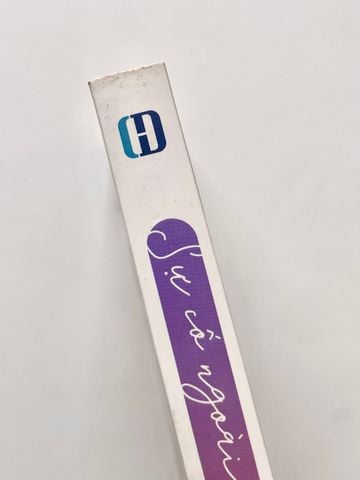 Sự cố ngoài